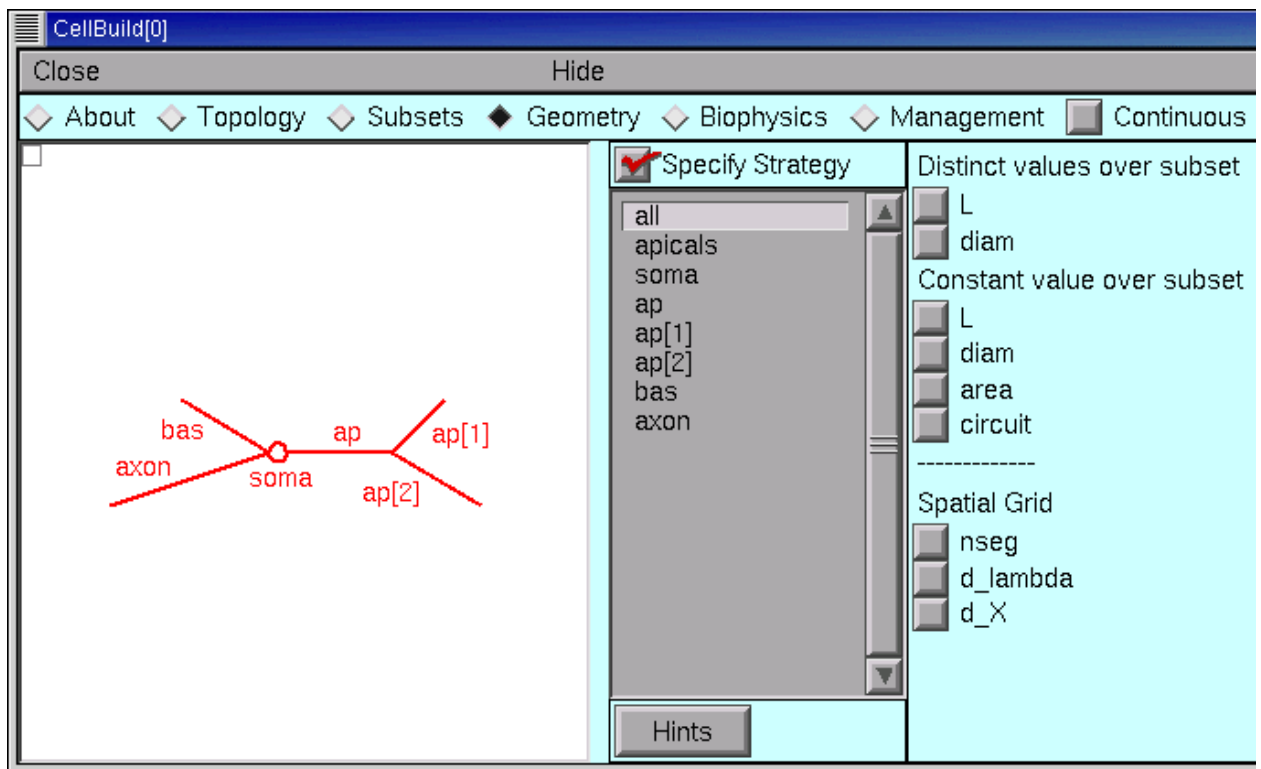 CellBuild[0]
Close Hide
About Topology Subsets Geometry Biophysics Management Continuous
bas
axon
soma
ap
ap[1]
ap[2]
Specify Strategy
all
apicals
soma
ap
ap[1]
ap[2]
bas
axon
Hints
Distinct values over subset
L
diam
Constant value over subset
L
diam
area
circuit
-------------
Spatial Grid
nseg
d_lambda
d_X